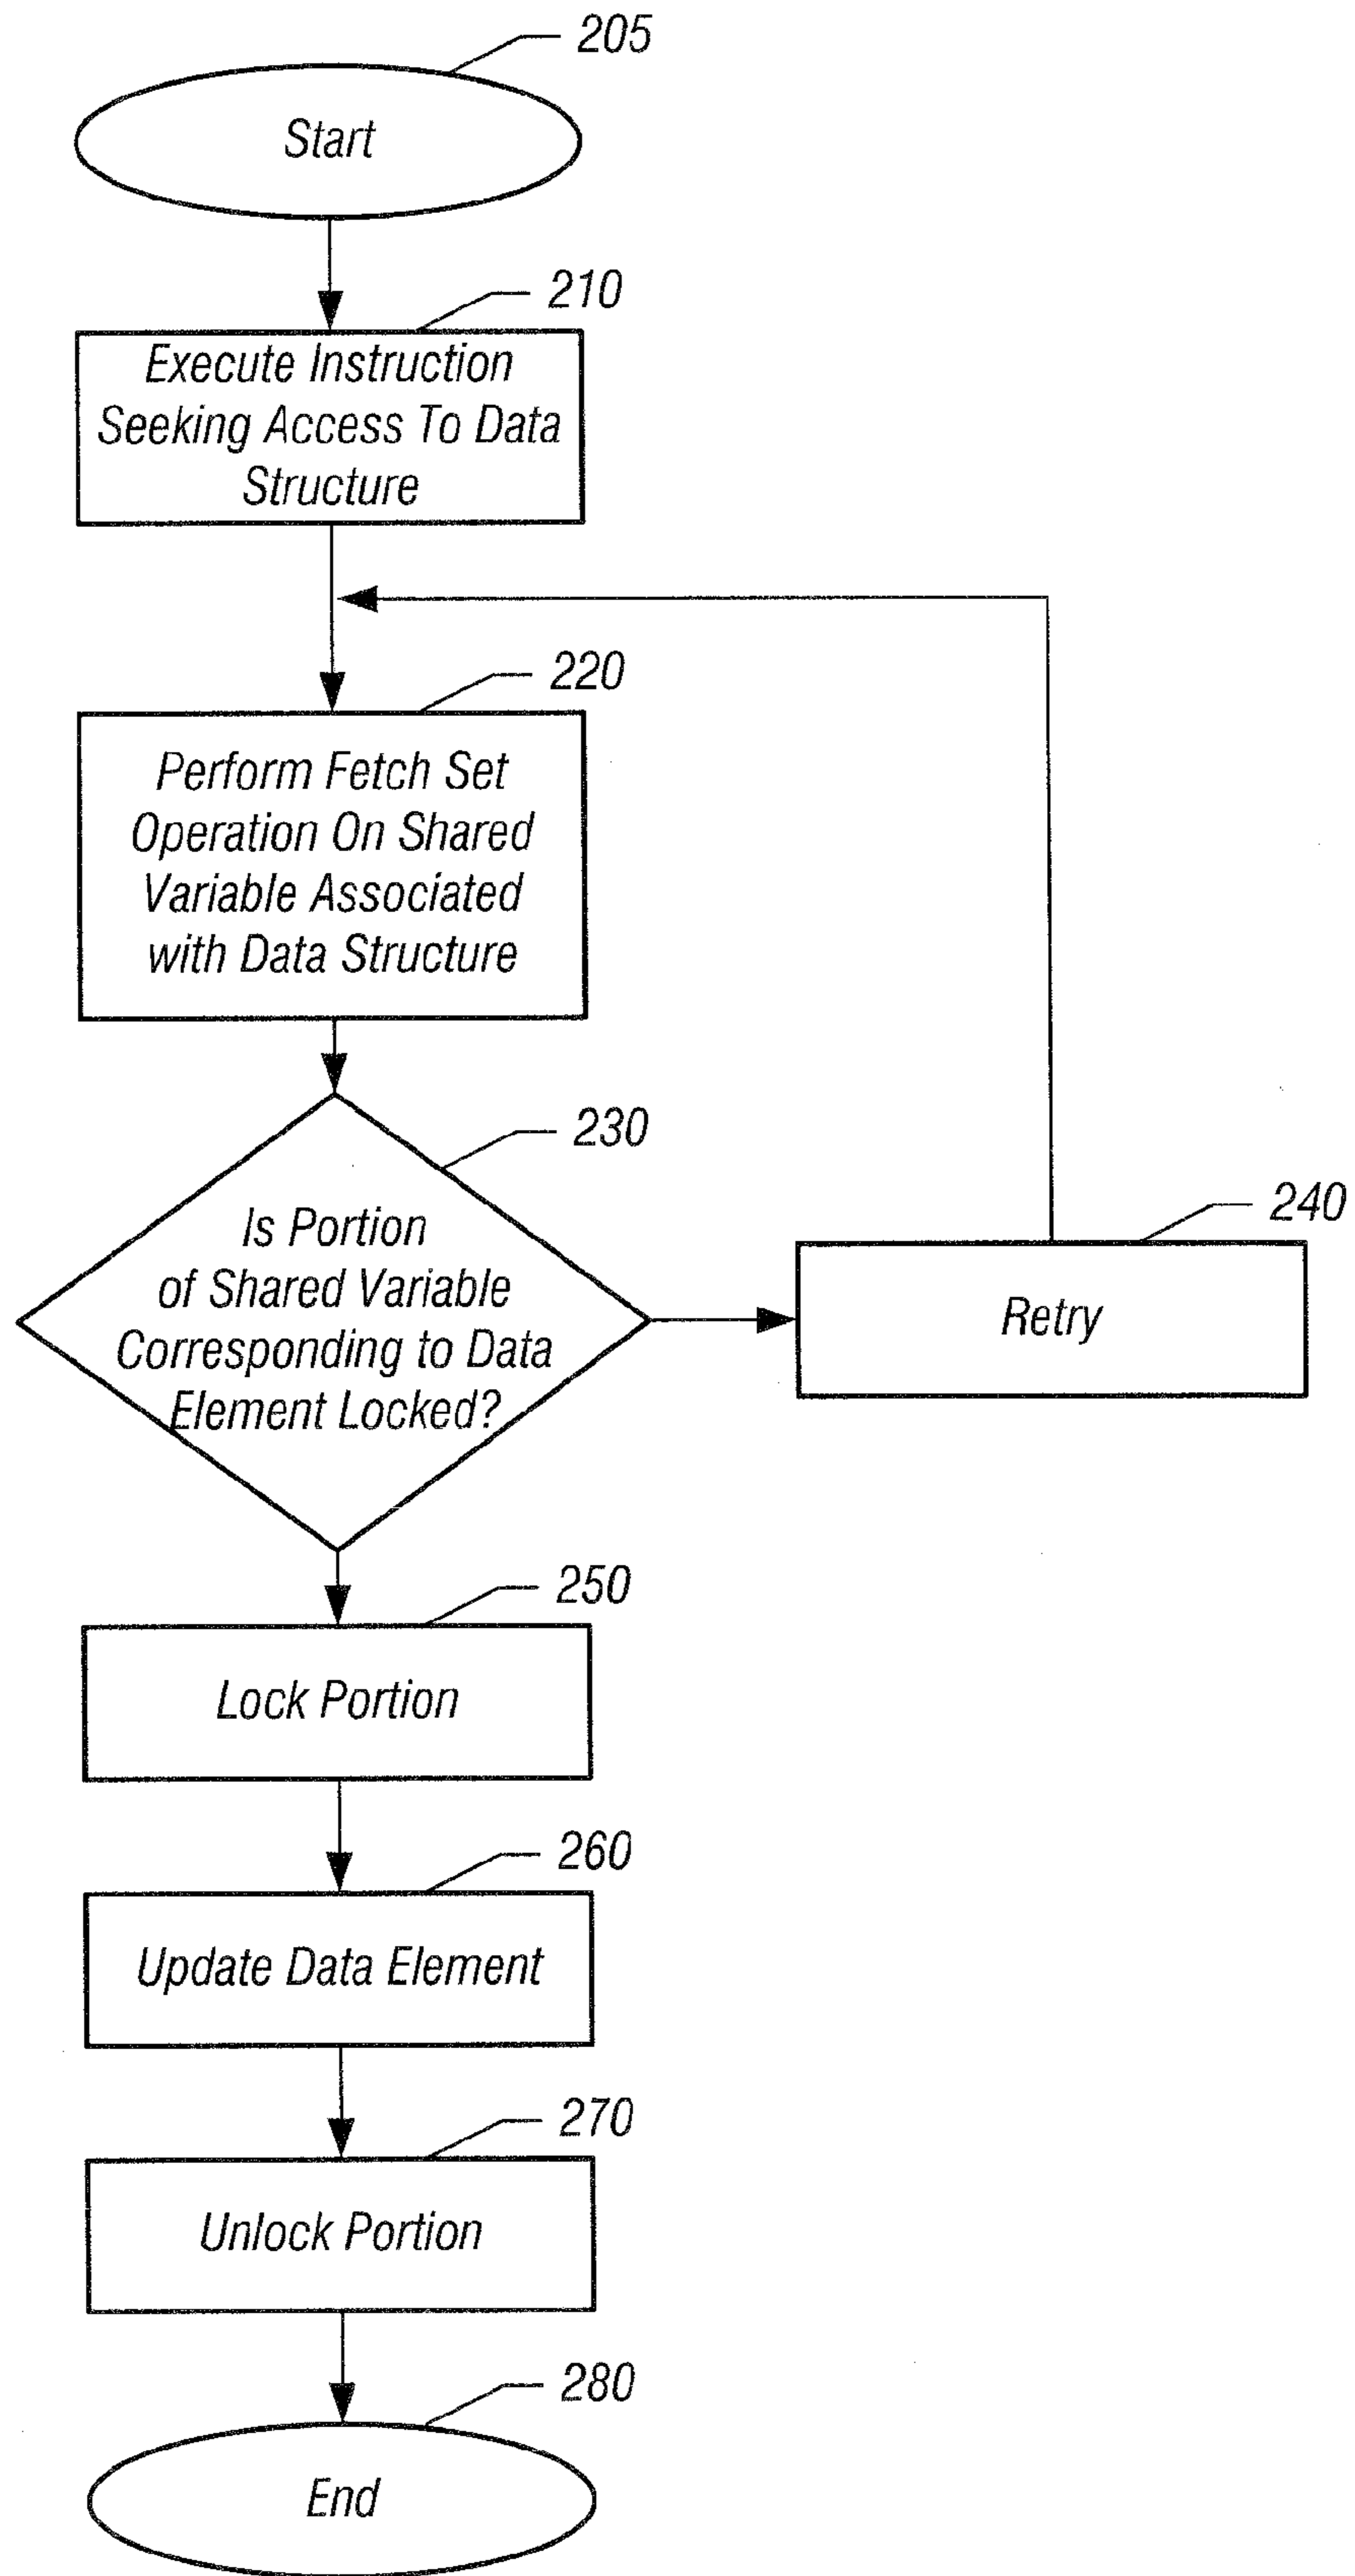 205
Start
210
Execute Instruction
Seeking Access To Data
Structure
220
Perform Fetch Set
Operation On Shared
Variable Associated
with Data Structure
230
Is Portion
of Shared Variable
Corresponding to Data
Element Locked?
240
Retry
250
Lock Portion
260
Update Data Element
270
Unlock Portion
280
End